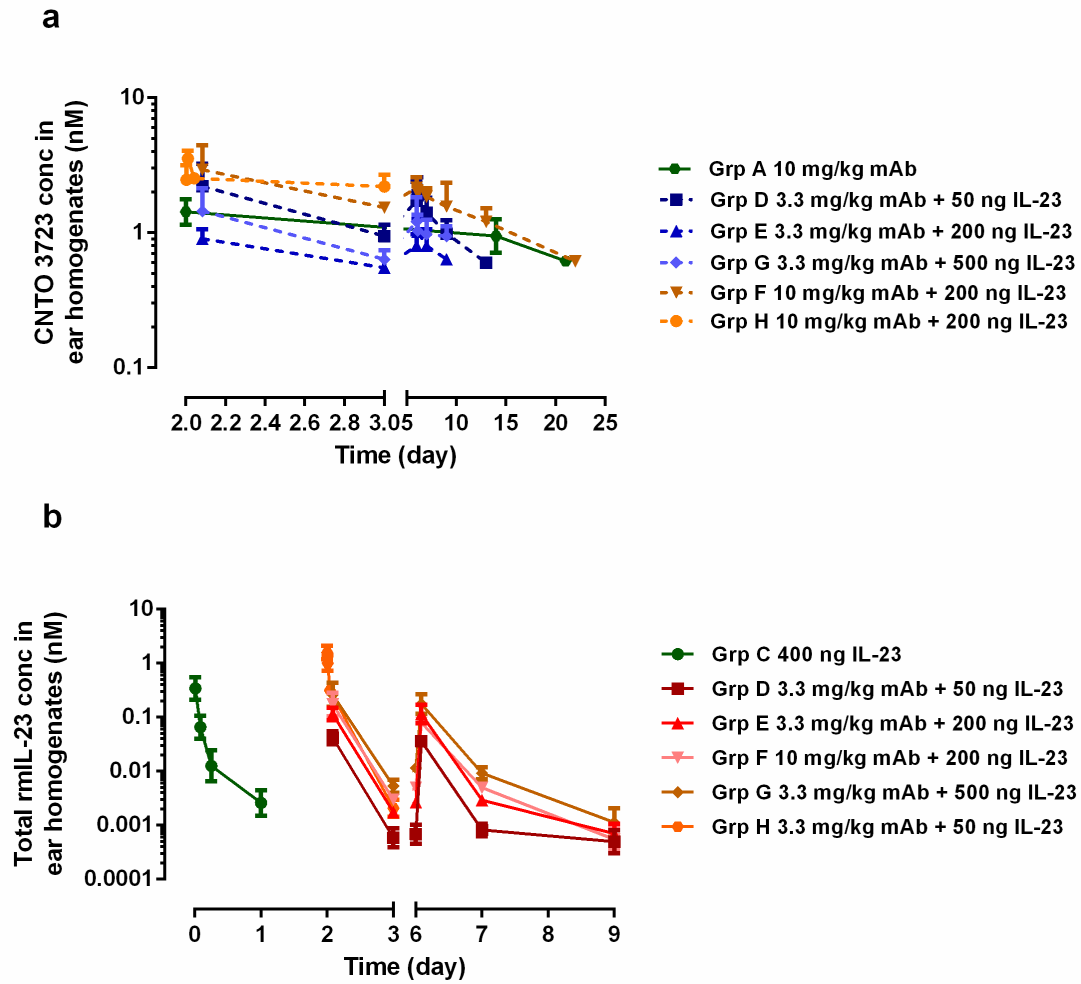 a
CNTO 3723 conc in
ear homogenates (nM)
10
1
0.1
2.0 2.2 2.4 2.6 2.8 3.0 5 10 15 20 25
Time (day)
Grp A 10 mg/kg mAb
Grp D 3.3 mg/kg mAb + 50 ng IL-23
Grp E 3.3 mg/kg mAb + 200 ng IL-23
Grp G 3.3 mg/kg mAb + 500 ng IL-23
Grp F 10 mg/kg mAb + 200 ng IL-23
Grp H 10 mg/kg mAb + 200 ng IL-23
b
Total rmIL-23 conc in
ear homogenates (nM)
10
1
0.1
0.01
0.001
0.0001
0 1 2 3 6 7 9
Time (day)
Grp C 400 ng IL-23
Grp D 3.3 mg/kg mAb + 50 ng IL-23
Grp E 3.3 mg/kg mAb + 200 ng IL-23
Grp F 10 mg/kg mAb + 200 ng IL-23
Grp G 3.3 mg/kg mAb + 500 ng IL-23
Grp H 3.3 mg/kg mAb + 50 ng IL-23